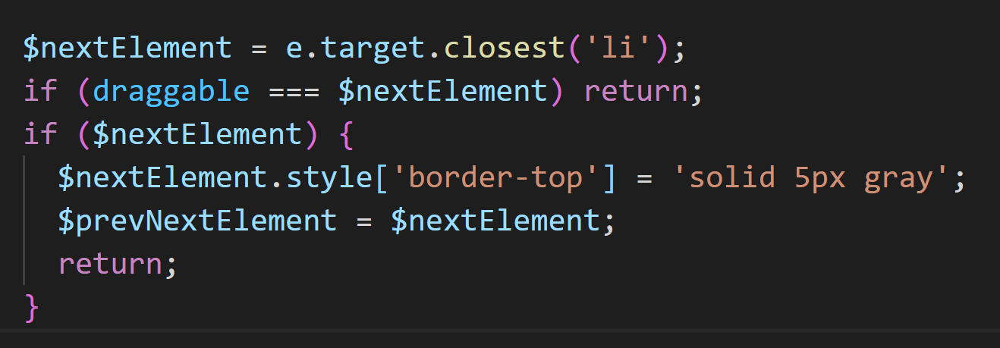 $nextElement = e.target.closest('li');
if (draggable === $nextElement) return;
if ($nextElement) {
  $nextElement.style['border-top'] = 'solid 5px gray';
  $prevNextElement = $nextElement;
  return;
}